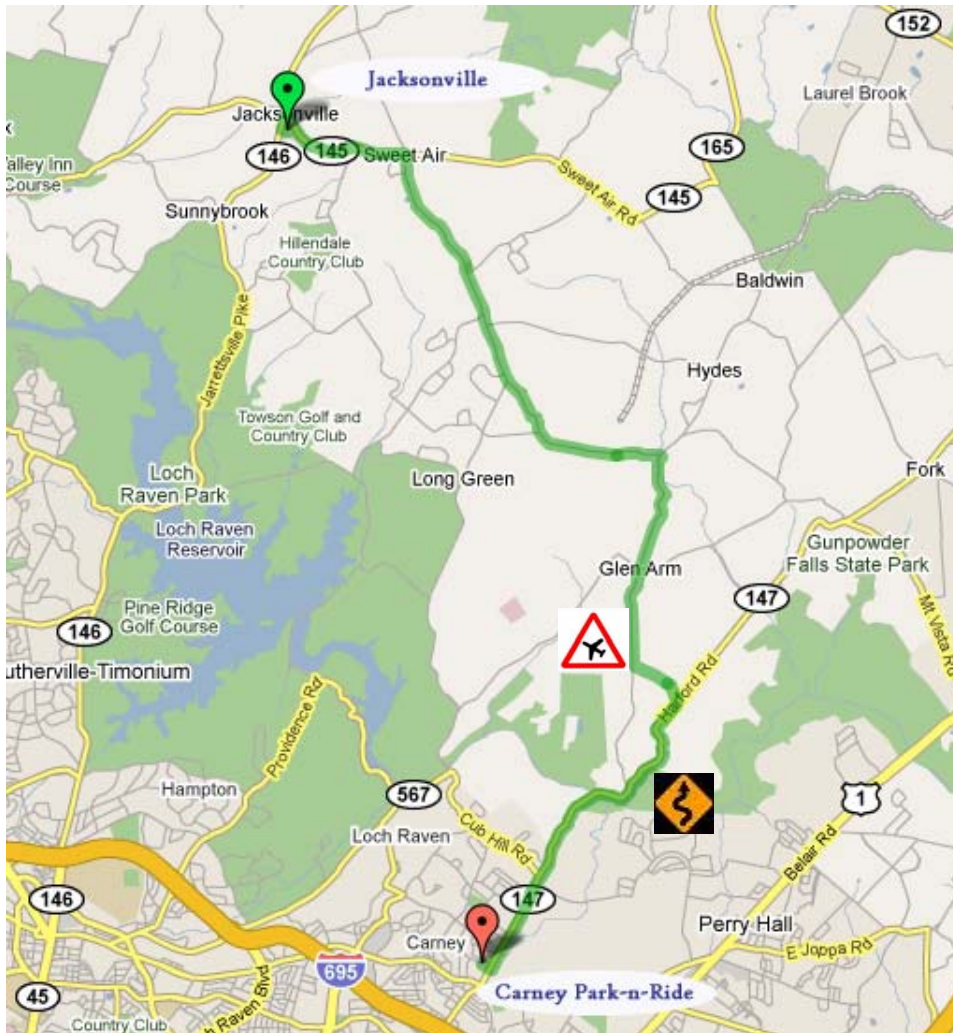 152
Jacksonville
Laurel Brook
Jacksonville
146
145
Sweet Air
165
Valley Inn
Course
Sweet Air Rd
145
Sunnybrook
Hillendale
Country Club
Baldwin
Jarrettsville Pike
Hydes
Towson Golf and
Country Club
Loch
Raven Park
Long Green
Fork
Loch Raven
Reservoir
Gunpowder
Falls State Park
Glen Arm
147
Pine Ridge
Golf Course
146
Mt Vista Rd
utherville-Timonium
Harford Rd
Providence Rd
Hampton
567
1
Loch Raven
Cub Hill Rd
Belair Rd
146
147
Perry Hall
Carney
E Joppa Rd
695
Carney Park-n-Ride
45
Country Club
ch Raven Blvd